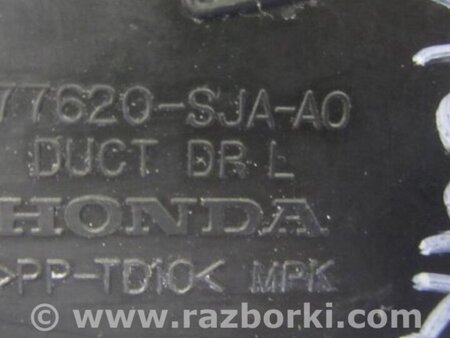 77620-SJA-A0
DUCT DR L
HONDA
>PP-TD10< MPK
© www.razborki.com